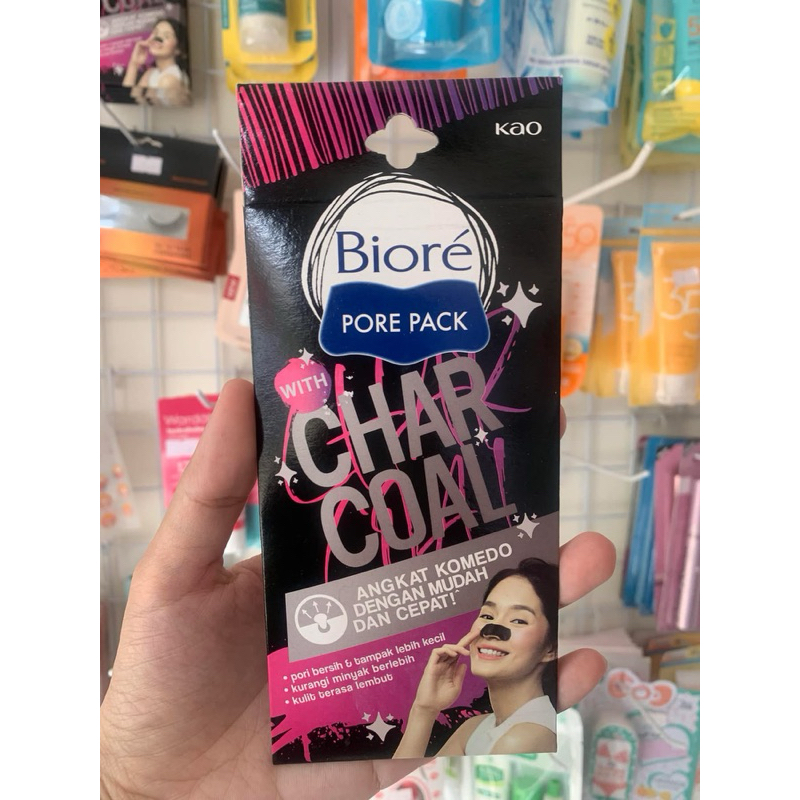 Kao
Bioré
PORE PACK
WITH
CHAR
COAL
ANGKAT KOMEDO
DENGAN MUDAH
DAN CEPAT!^
• pori bersih & tampak lebih kecil
• kurangi minyak berlebih
• kulit terasa lembut